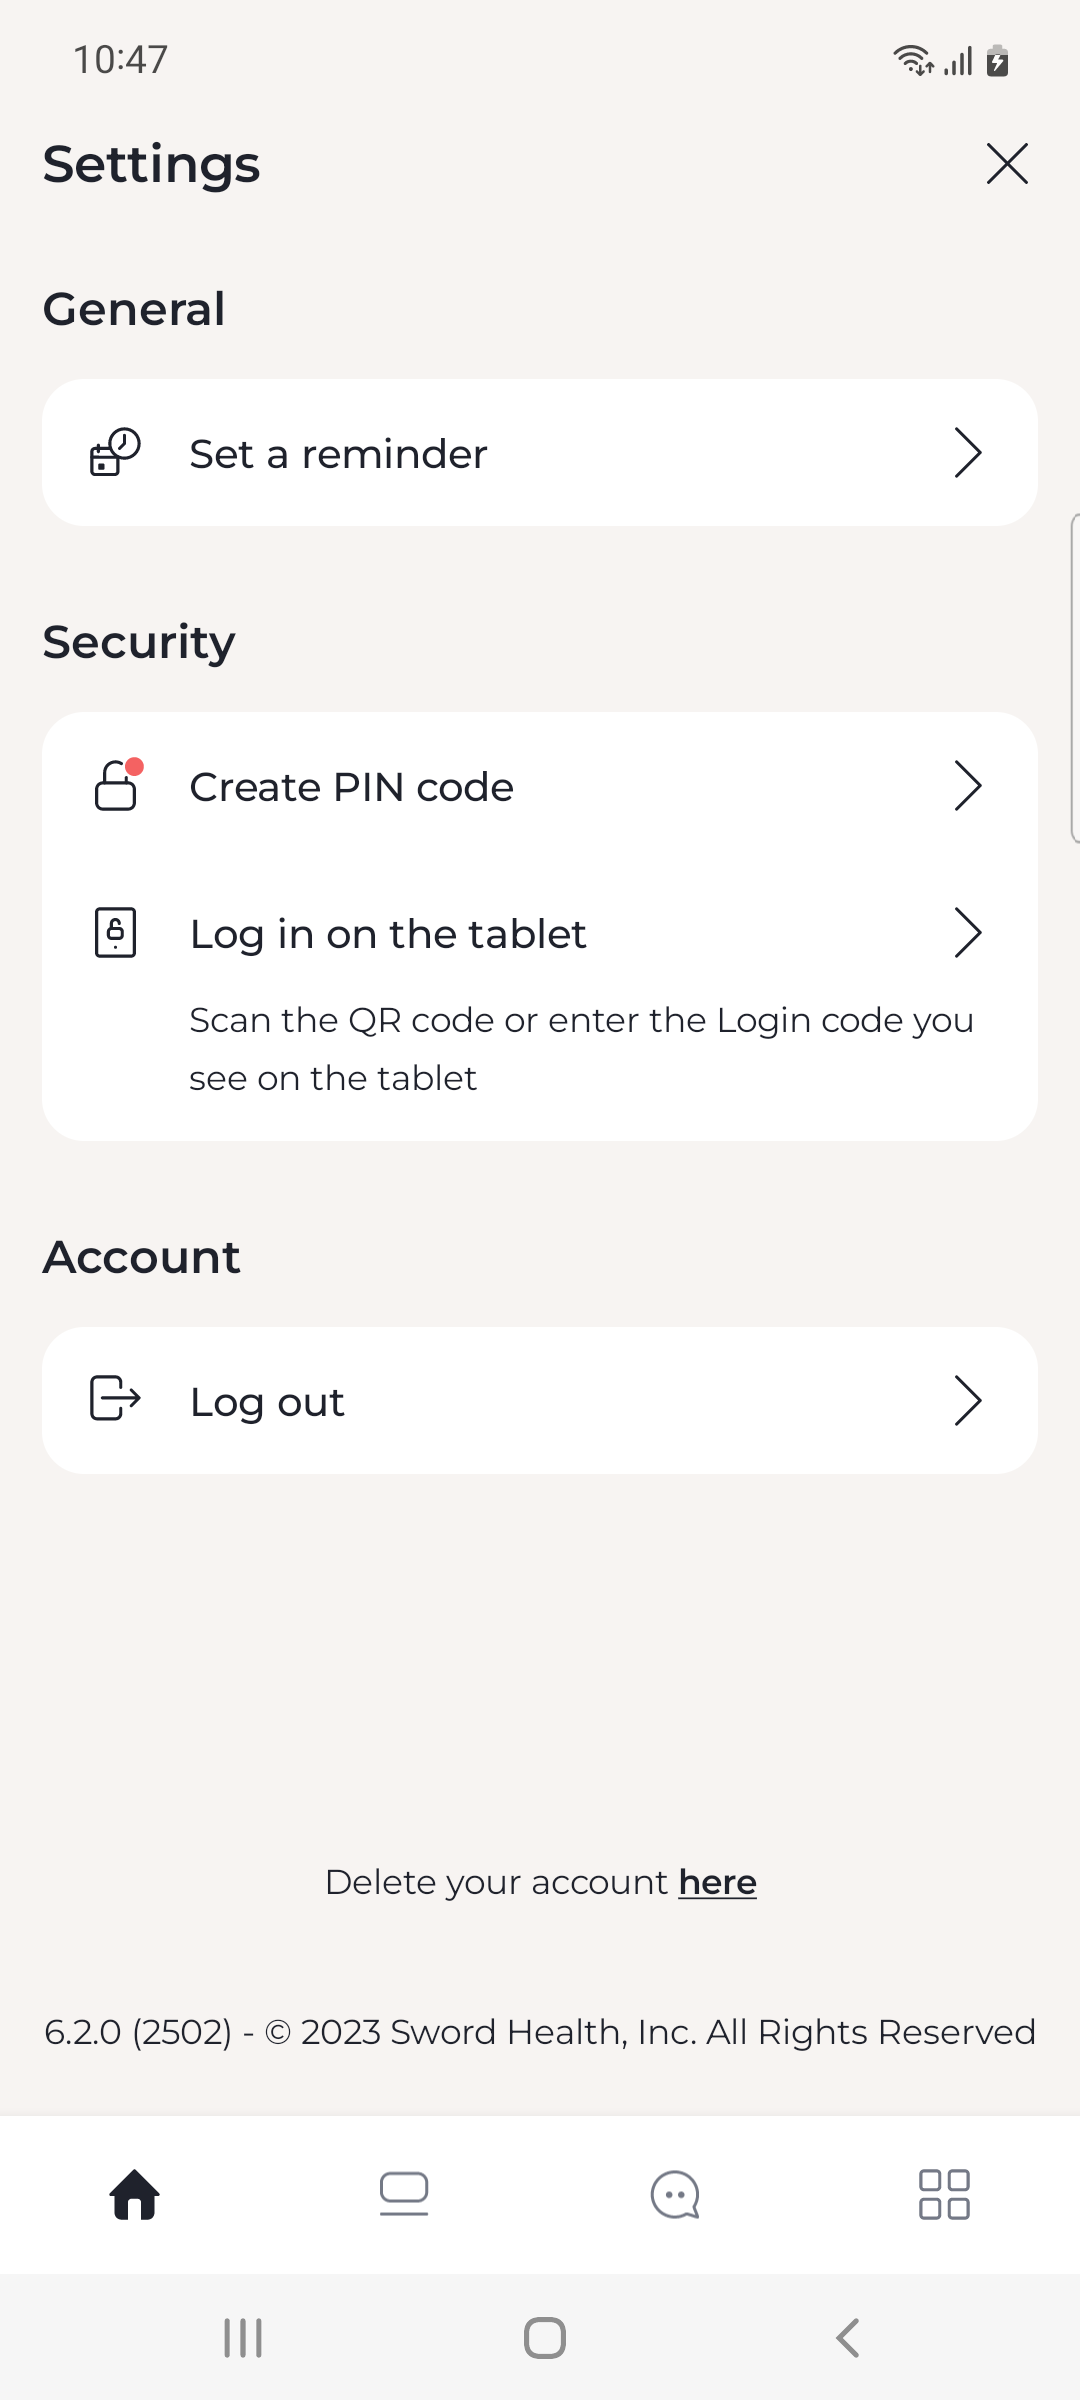 10:47
Settings
General
Set a reminder
Security
Create PIN code
Log in on the tablet
Scan the QR code or enter the Login code you
see on the tablet
Account
Log out
Delete your account here
6.2.0 (2502) - © 2023 Sword Health, Inc. All Rights Reserved